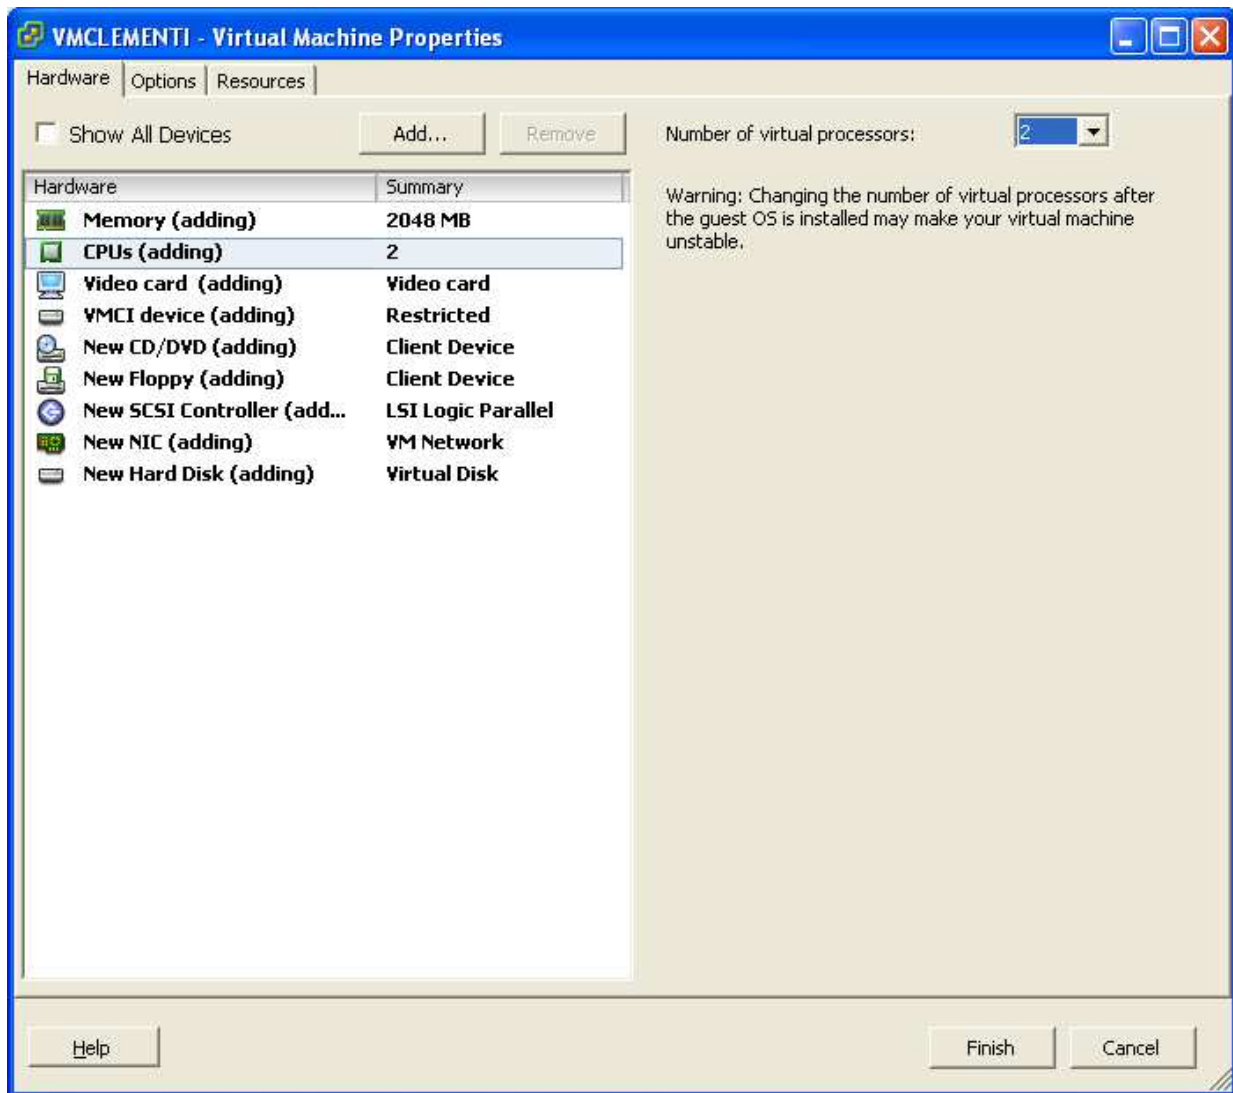 VMCLEMENTI - Virtual Machine Properties
Hardware Options Resources
Show All Devices Add... Remove
Hardware Summary
Memory (adding) 2048 MB
CPUs (adding) 2
Video card (adding) Video card
VMCI device (adding) Restricted
New CD/DVD (adding) Client Device
New Floppy (adding) Client Device
New SCSI Controller (add... LSI Logic Parallel
New NIC (adding) VM Network
New Hard Disk (adding) Virtual Disk
Number of virtual processors: 2
Warning: Changing the number of virtual processors after
the guest OS is installed may make your virtual machine
unstable.
Help Finish Cancel